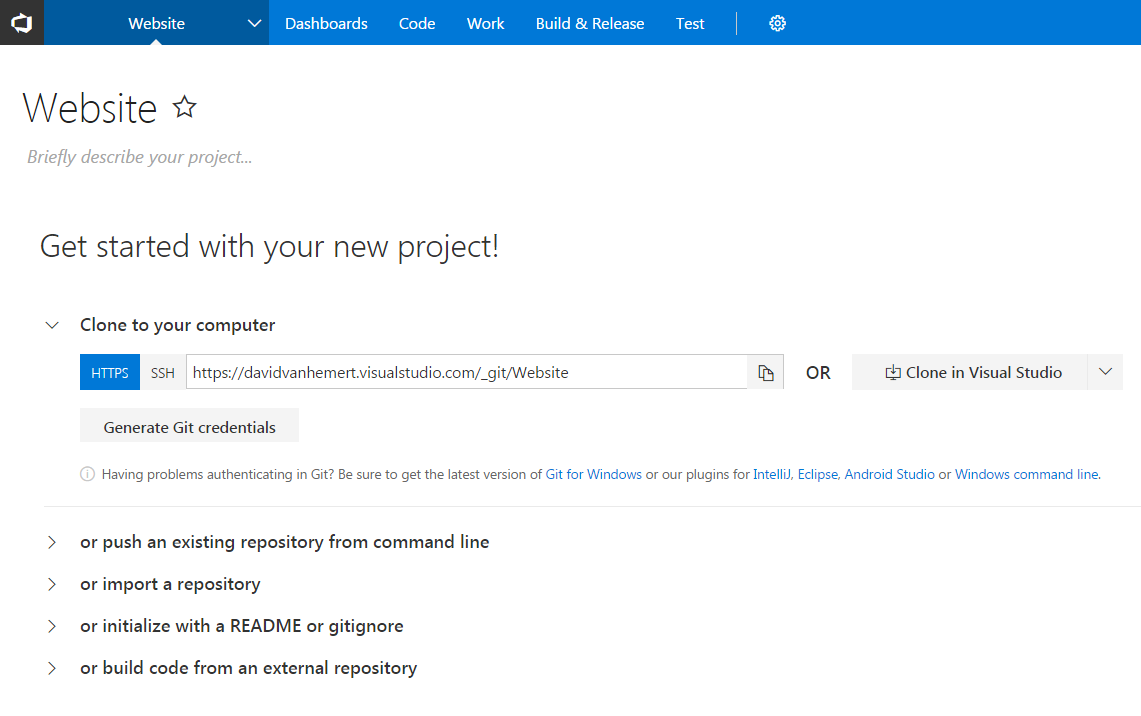 Website Dashboards Code Work Build & Release Test
Website
Briefly describe your project...
Get started with your new project!
Clone to your computer
HTTPS SSH https://davidvanhemert.visualstudio.com/_git/Website OR Clone in Visual Studio
Generate Git credentials
Having problems authenticating in Git? Be sure to get the latest version of Git for Windows or our plugins for IntelliJ, Eclipse, Android Studio or Windows command line.
or push an existing repository from command line
or import a repository
or initialize with a README or gitignore
or build code from an external repository